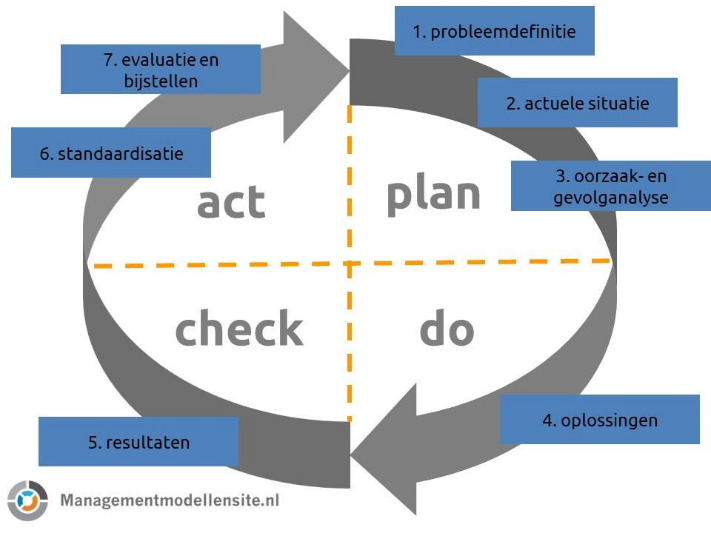 1. probleemdefinitie
2. actuele situatie
3. oorzaak- en
gevolganalyse
4. oplossingen
5. resultaten
6. standaardisatie
7. evaluatie en
bijstellen
act
plan
check
do
Managementmodellensite.nl